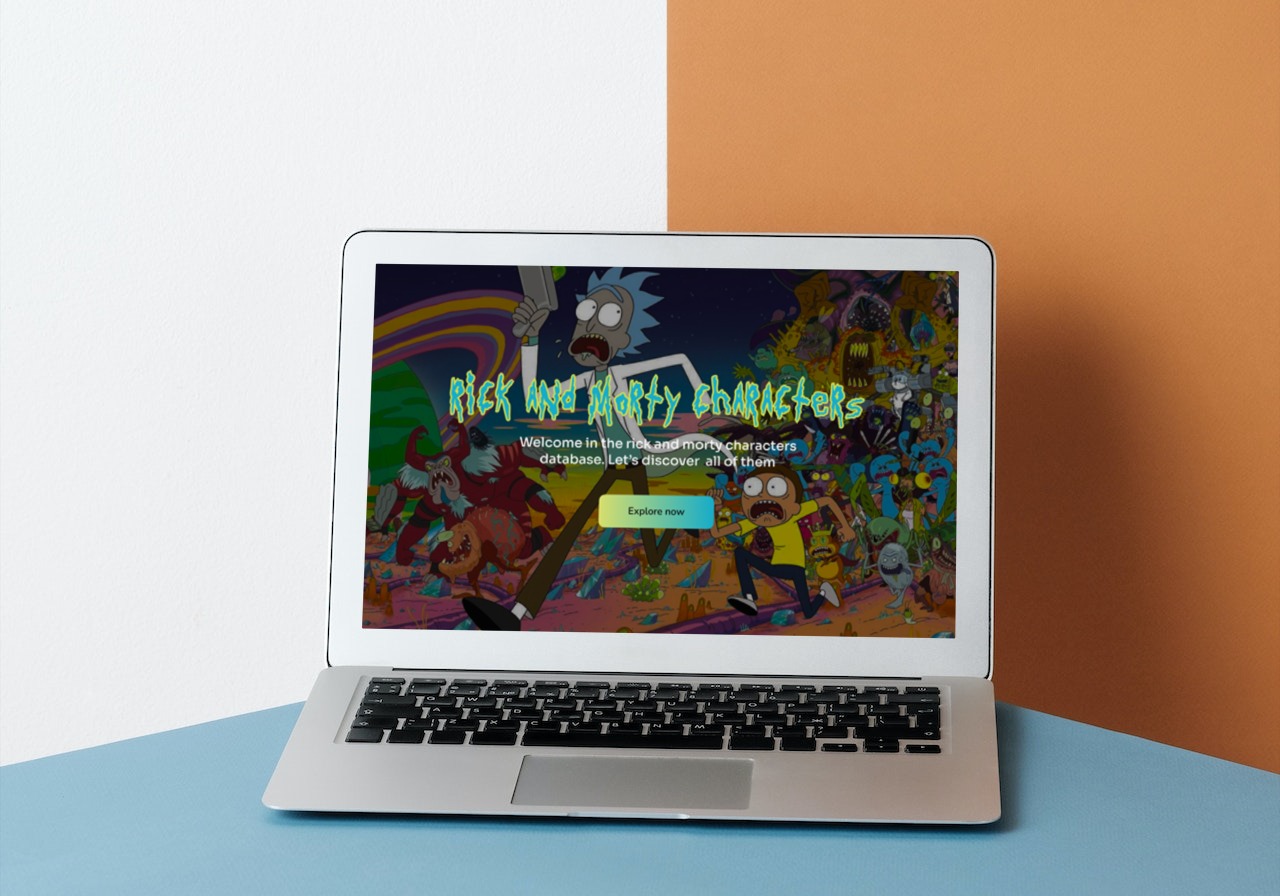 Rick and Morty Characters
Welcome in the rick and morty characters
database. Let's discover all of them
Explore now